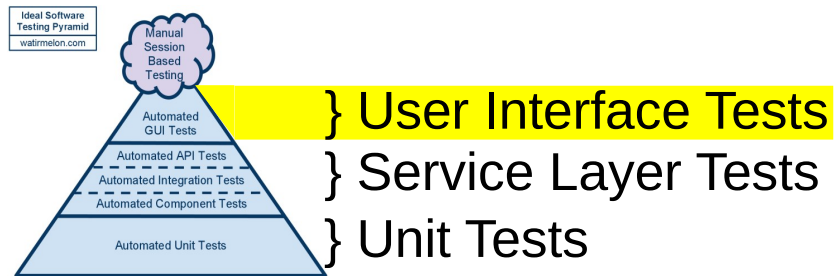 Ideal Software
Testing Pyramid
watirmelon.com
Manual
Session
Based
Testing
Automated
GUI Tests
Automated API Tests
Automated Integration Tests
Automated Component Tests
Automated Unit Tests
} User Interface Tests
} Service Layer Tests
} Unit Tests